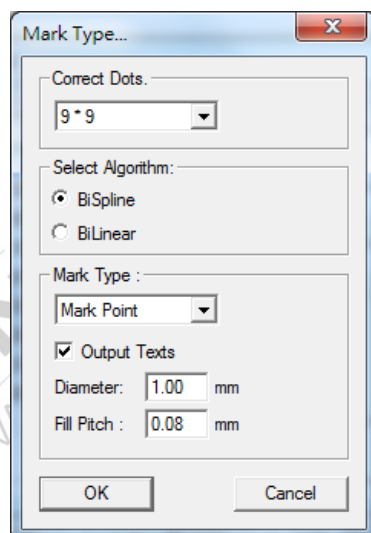 Mark Type...
Correct Dots.
9 * 9
Select Algorithm:
BiSpline
BiLinear
Mark Type :
Mark Point
Output Texts
Diameter: 1.00 mm
Fill Pitch : 0.08 mm
OK Cancel